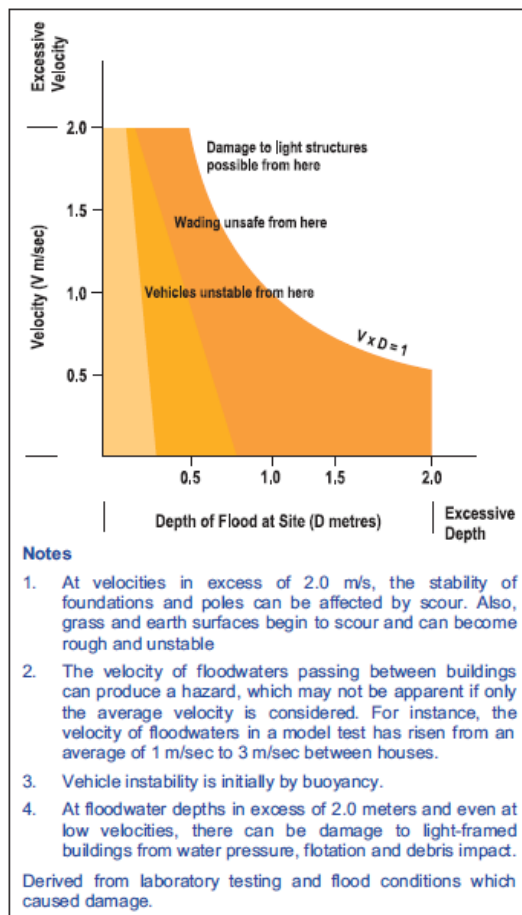 Excessive
Velocity
2.0
Damage to light structures
possible from here
1.5
Wading unsafe from here
Velocity (V m/sec)
1.0
Vehicles unstable from here
V x D = 1
0.5
0.5
1.0
1.5
2.0
Depth of Flood at Site (D metres)
Excessive
Depth
Notes
1. At velocities in excess of 2.0 m/s, the stability of
foundations and poles can be affected by scour. Also,
grass and earth surfaces begin to scour and can become
rough and unstable
2. The velocity of floodwaters passing between buildings
can produce a hazard, which may not be apparent if only
the average velocity is considered. For instance, the
velocity of floodwaters in a model test has risen from an
average of 1 m/sec to 3 m/sec between houses.
3. Vehicle instability is initially by buoyancy.
4. At floodwater depths in excess of 2.0 meters and even at
low velocities, there can be damage to light-framed
buildings from water pressure, flotation and debris impact.
Derived from laboratory testing and flood conditions which
caused damage.